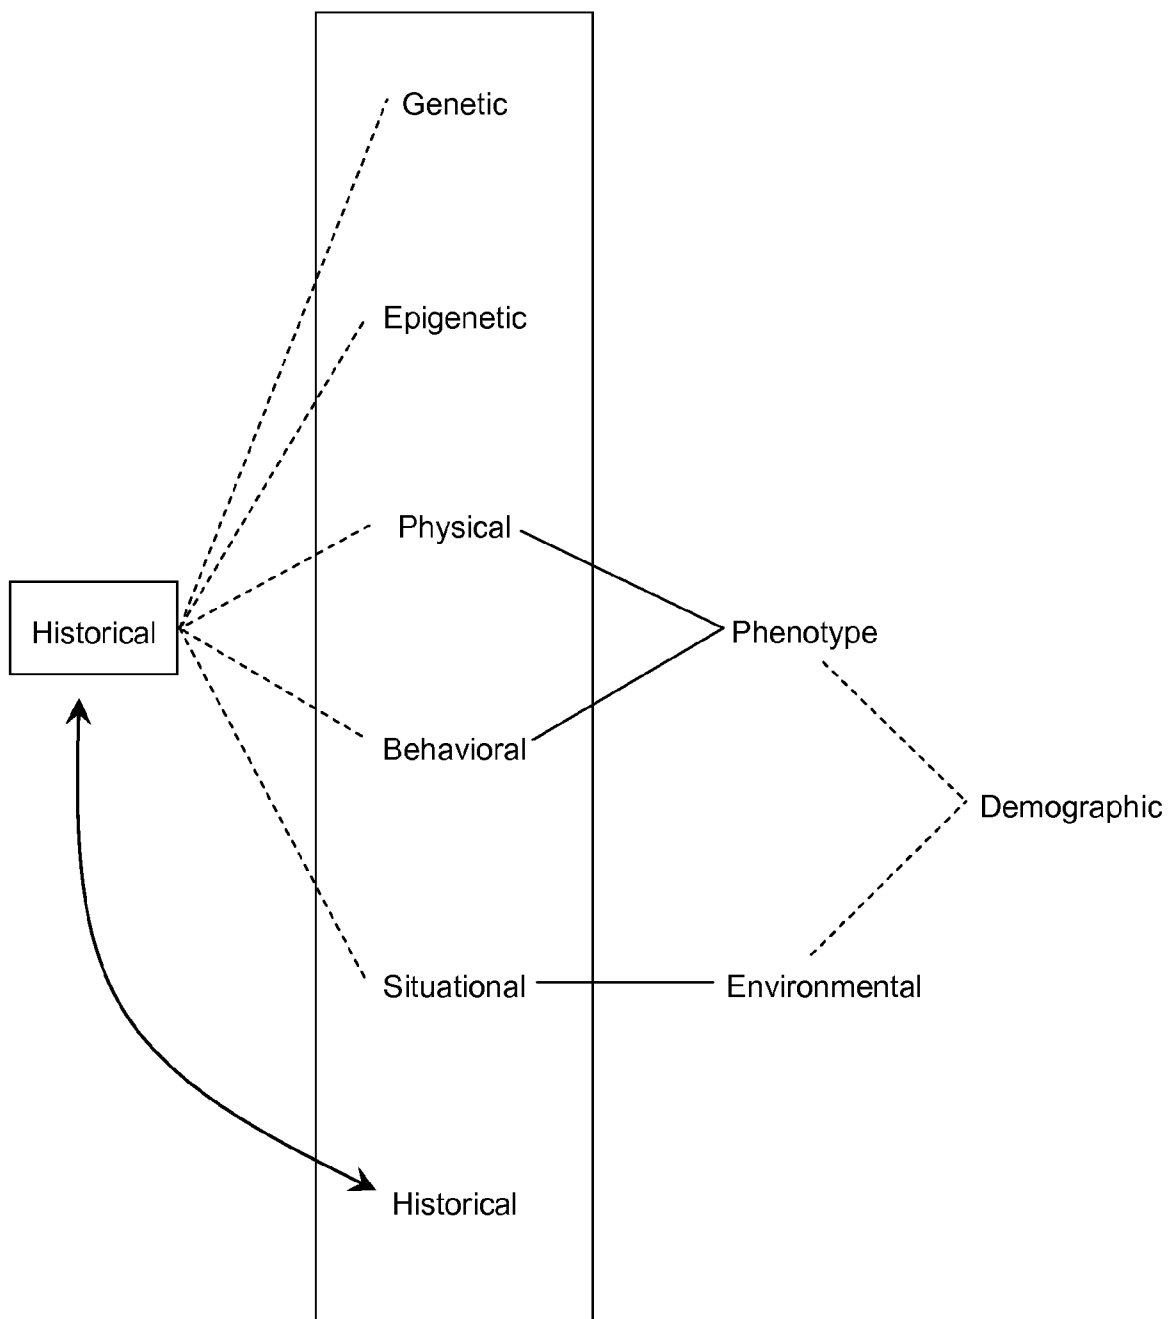 Genetic
Epigenetic
Physical
Historical
Phenotype
Behavioral
Demographic
Situational
Environmental
Historical